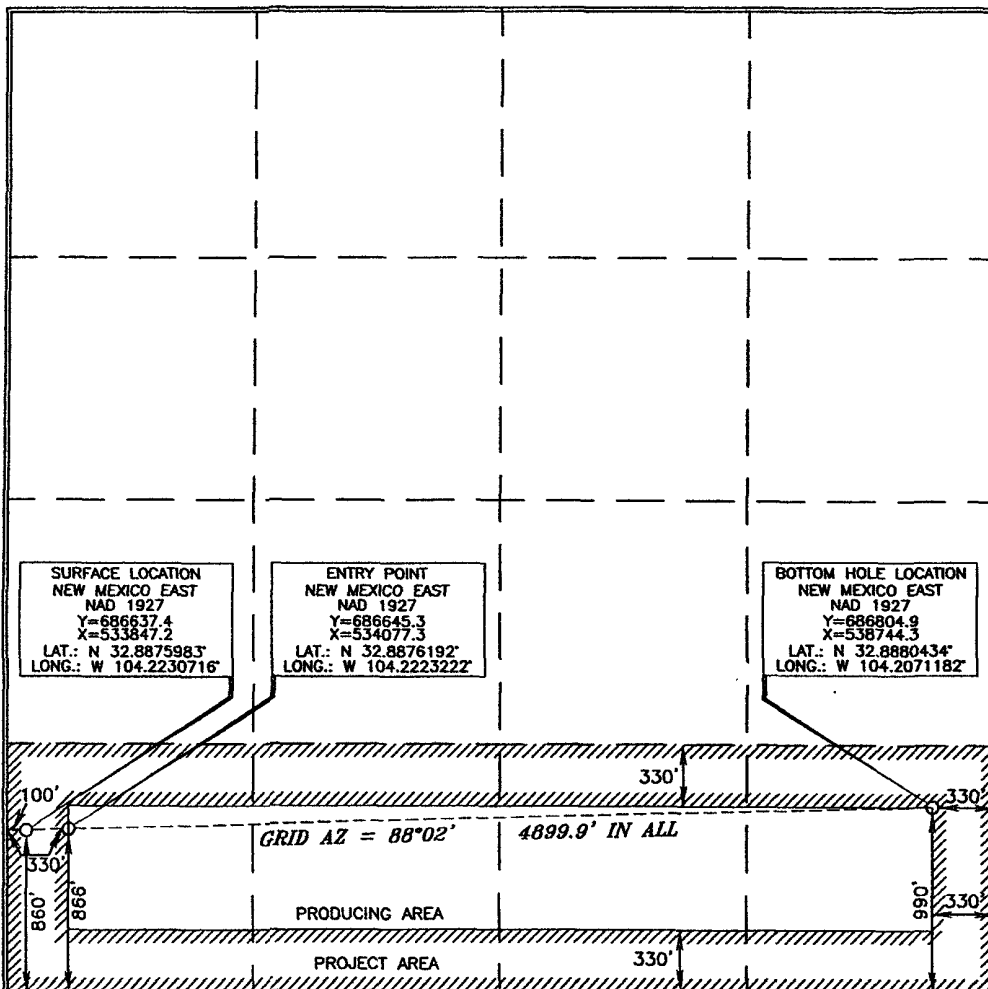 SURFACE LOCATION
NEW MEXICO EAST
NAD 1927
Y=686637.4
X=533847.2
LAT.: N 32.8875983°
LONG.: W 104.2230716°
ENTRY POINT
NEW MEXICO EAST
NAD 1927
Y=686645.3
X=534077.3
LAT.: N 32.8876192°
LONG.: W 104.2223222°
BOTTOM HOLE LOCATION
NEW MEXICO EAST
NAD 1927
Y=686804.9
X=538744.3
LAT.: N 32.8880434°
LONG.: W 104.2071182°
330'
100'
330'
GRID AZ = 88°02' 4899.9' IN ALL
330'
860'
866'
990'
330'
PRODUCING AREA
330'
PROJECT AREA